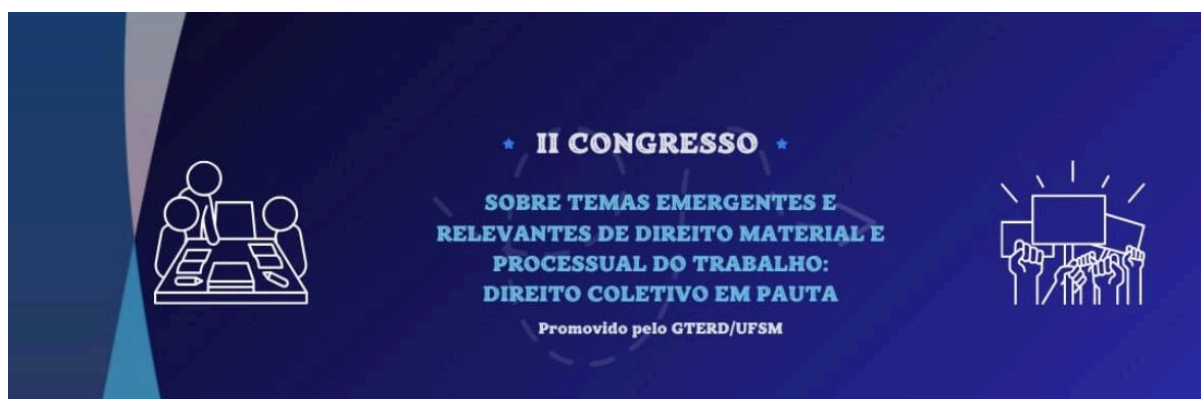 II CONGRESSO
SOBRE TEMAS EMERGENTES E
RELEVANTES DE DIREITO MATERIAL E
PROCESSUAL DO TRABALHO:
DIREITO COLETIVO EM PAUTA
Promovido pelo GTERD/UFSM